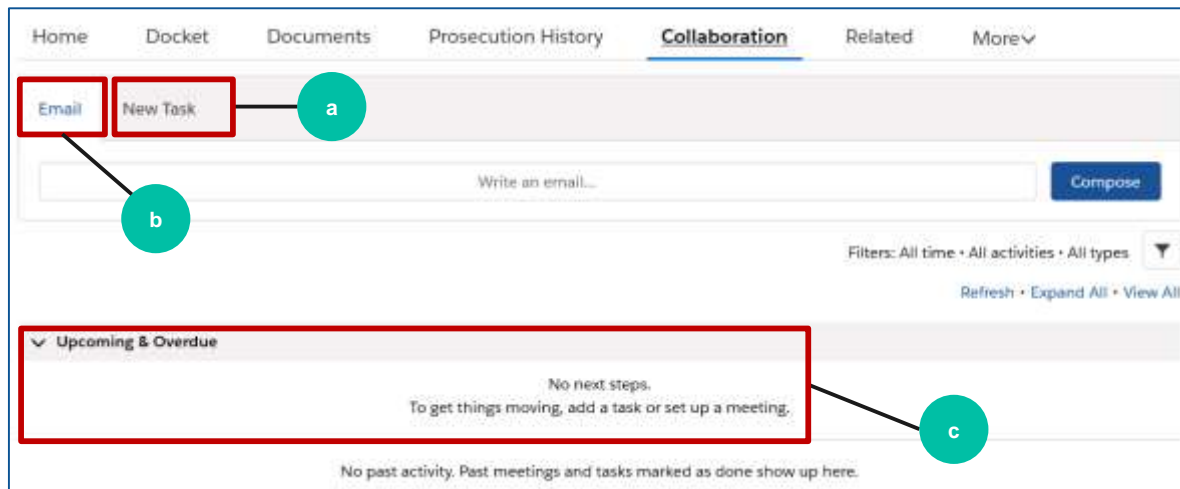 Home Docket Documents Prosecution History Collaboration Related More
Email New Task a
Write an email... Compose
b
Filters: All time • All activities • All types
Refresh • Expand All • View All
Upcoming & Overdue
No next steps.
To get things moving, add a task or set up a meeting.
c
No past activity. Past meetings and tasks marked as done show up here.